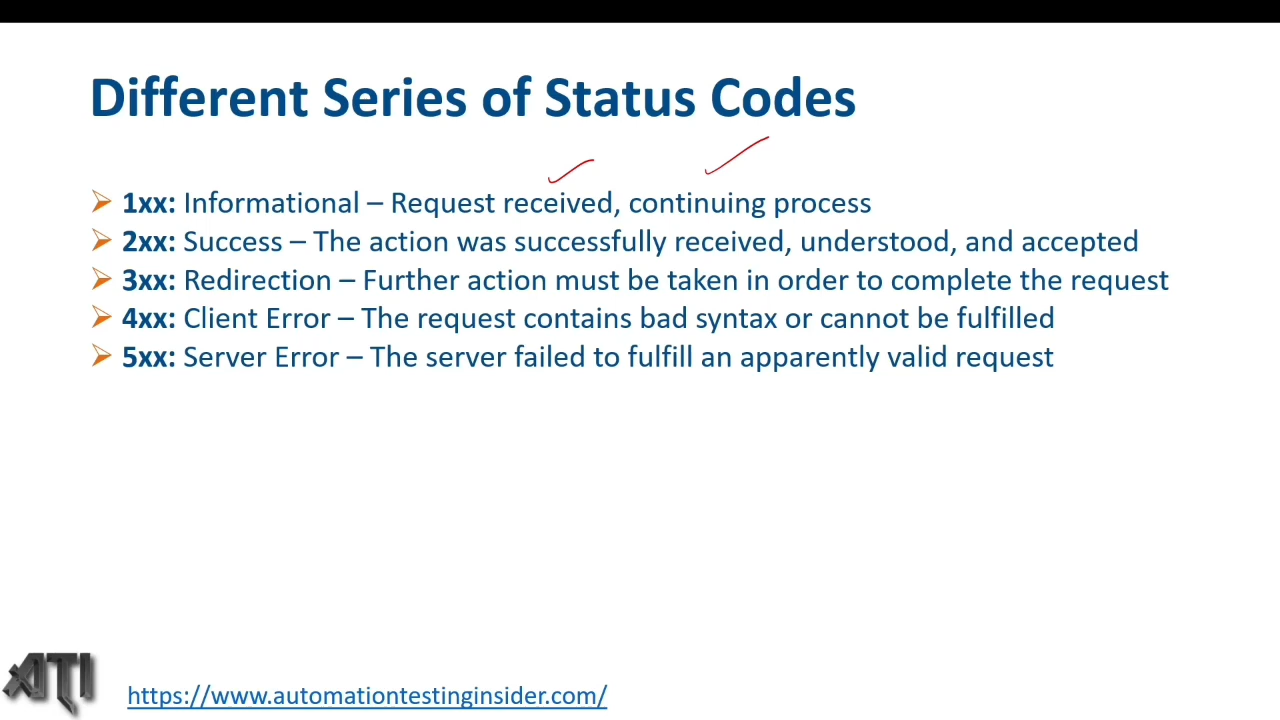 Different Series of Status Codes
1xx: Informational – Request received, continuing process
2xx: Success – The action was successfully received, understood, and accepted
3xx: Redirection – Further action must be taken in order to complete the request
4xx: Client Error – The request contains bad syntax or cannot be fulfilled
5xx: Server Error – The server failed to fulfill an apparently valid request
ATI
https://www.automationtestinginsider.com/